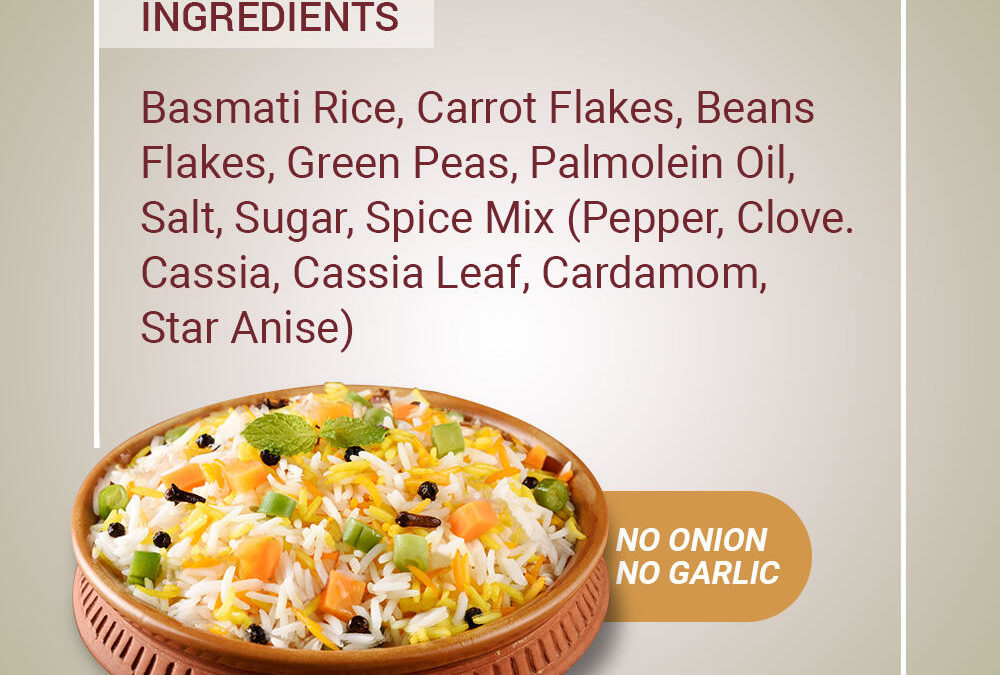 INGREDIENTS
Basmati Rice, Carrot Flakes, Beans
Flakes, Green Peas, Palmolein Oil,
Salt, Sugar, Spice Mix (Pepper, Clove.
Cassia, Cassia Leaf, Cardamom,
Star Anise)
NO ONION
NO GARLIC